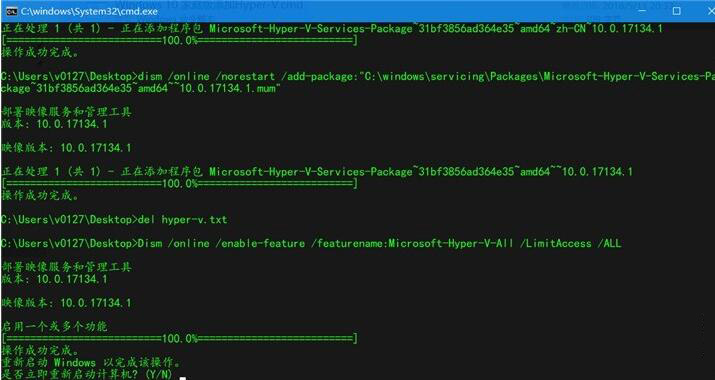 C:\windows\System32\cmd.exe
正在处理 1 (共 1) - 正在添加程序包 Microsoft-Hyper-V-Services-Package~31bf3856ad364e35~amd64~zh-CN~10.0.17134.1
[==========================100.0%==========================]
操作成功完成。
C:\Users\v0127\Desktop>dism /online /norestart /add-package:"C:\windows\servicing\Packages\Microsoft-Hyper-V-Services-Pa
ckage~31bf3856ad364e35~amd64~~10.0.17134.1.mum"
部署映像服务和管理工具
版本: 10.0.17134.1
映像版本: 10.0.17134.1
正在处理 1 (共 1) - 正在添加程序包 Microsoft-Hyper-V-Services-Package~31bf3856ad364e35~amd64~~10.0.17134.1
[==========================100.0%==========================]
操作成功完成。
C:\Users\v0127\Desktop>del hyper-v.txt
C:\Users\v0127\Desktop>Dism /online /enable-feature /featurename:Microsoft-Hyper-V-All /LimitAccess /ALL
部署映像服务和管理工具
版本: 10.0.17134.1
映像版本: 10.0.17134.1
启用一个或多个功能
[==========================100.0%==========================]
操作成功完成。
重新启动 Windows 以完成该操作。
是否立即重新启动计算机? (Y/N)